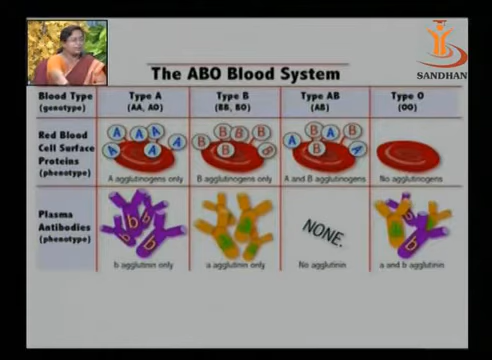 SANDHAN
The ABO Blood System
Blood Type
(genotype)
Type A
(AA, AO)
Type B
(BB, BO)
Type AB
(AB)
Type O
(OO)
Red Blood
Cell Surface
Proteins
(phenotype)
A A A A A A
A agglutinogens only
B B B B B B
B agglutinogens only
A B A B B A
A and B agglutinogens
No agglutinogens
Plasma
Antibodies
(phenotype)
b b b b
b agglutinin only
a agglutinin only
NONE.
No agglutinin
b b
a and b agglutinin